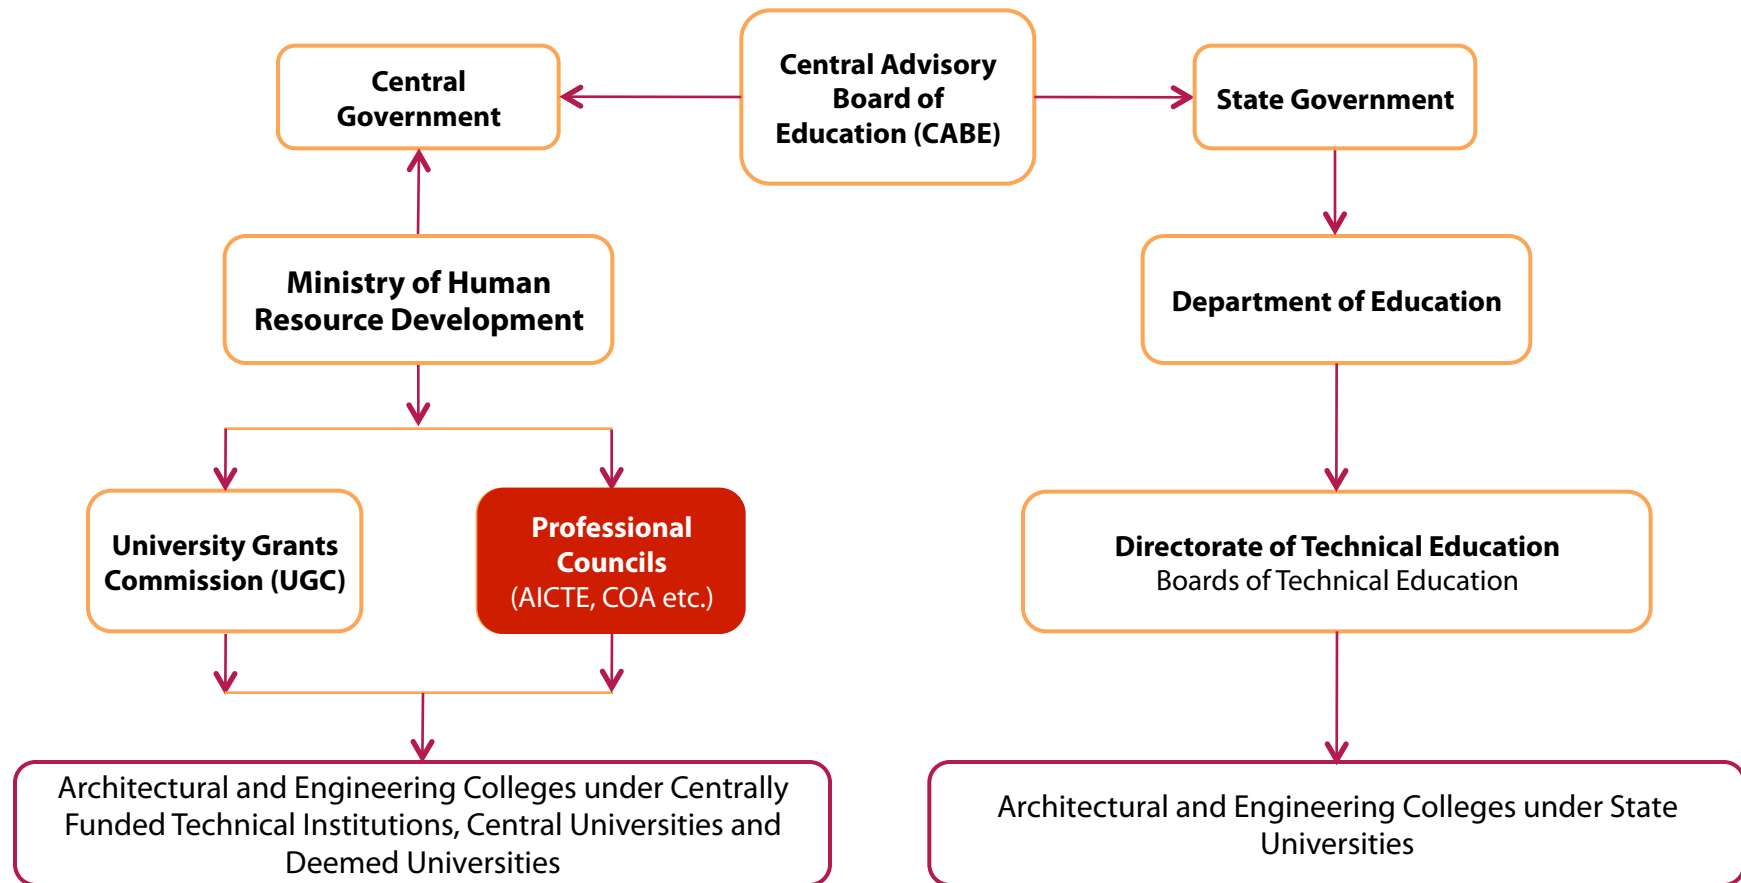 Central
Government
Central Advisory
Board of
Education (CABE)
State Government
Ministry of Human
Resource Development
Department of Education
University Grants
Commission (UGC)
Professional
Councils
(AICTE, COA etc.)
Directorate of Technical Education
Boards of Technical Education
Architectural and Engineering Colleges under Centrally
Funded Technical Institutions, Central Universities and
Deemed Universities
Architectural and Engineering Colleges under State
Universities